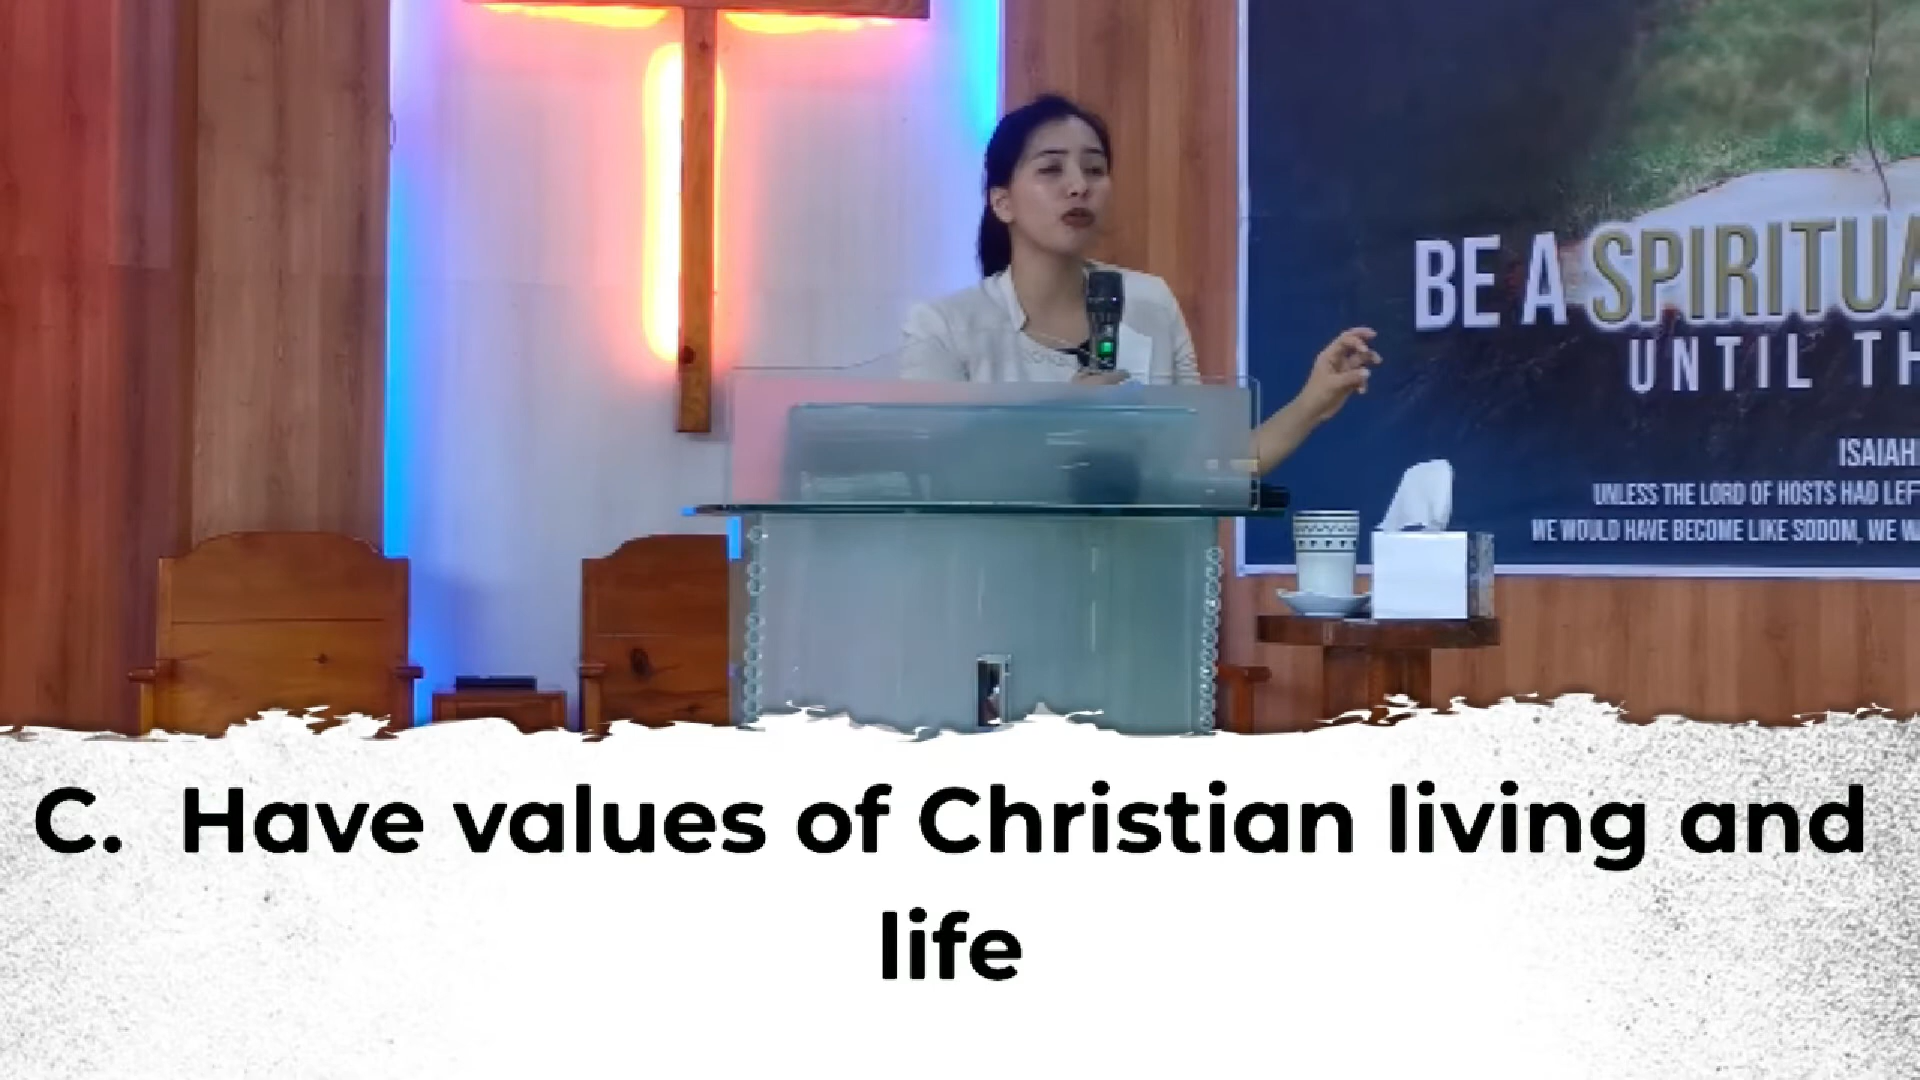 BE A SPIRITUA
UNTIL TH
ISAIAH
UNLESS THE LORD OF HOSTS HAD LEF
WE WOULD HAVE BECOME LIKE SODOM, WE W
C. Have values of Christian living and
life